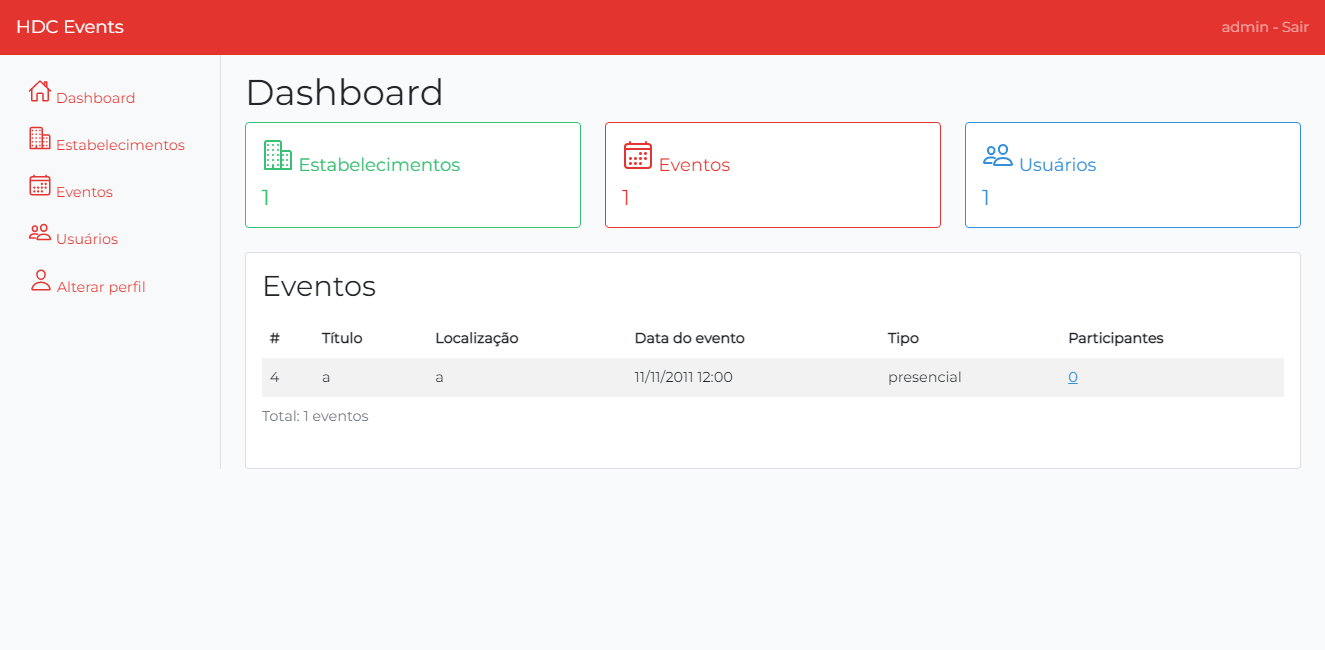 HDC Events
admin - Sair
Dashboard
Estabelecimentos
Eventos
Usuários
Alterar perfil
Dashboard
Estabelecimentos
1
Eventos
1
Usuários
1
Eventos
# Título Localização Data do evento Tipo Participantes
4 a a 11/11/2011 12:00 presencial 0
Total: 1 eventos